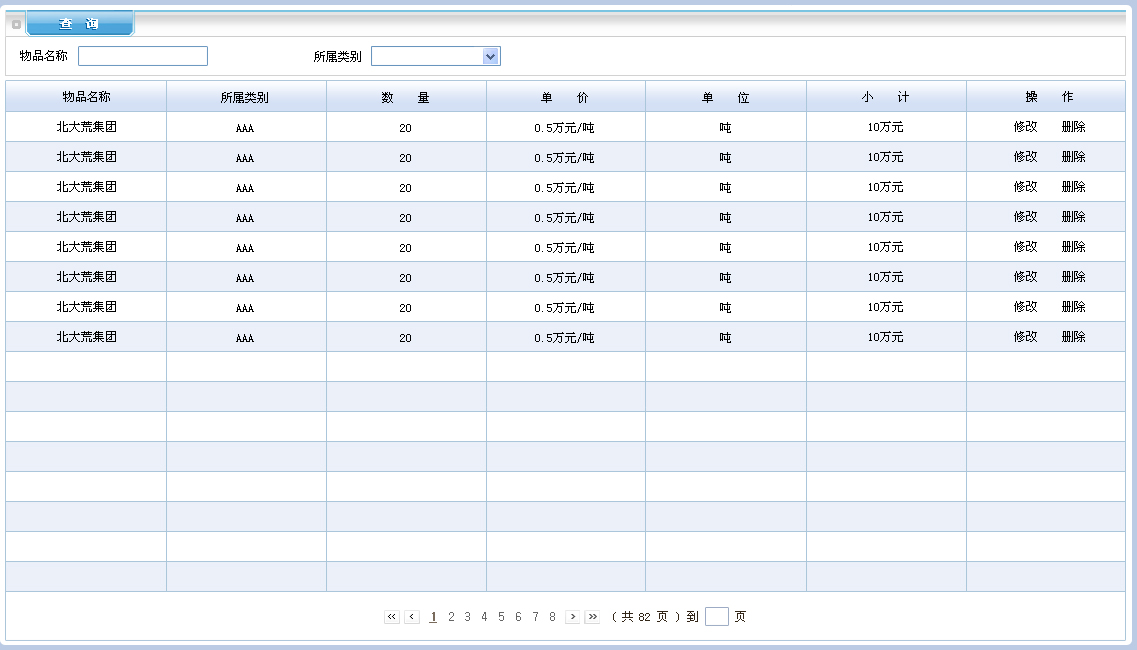 查 询
物品名称 所属类别
物品名称 所属类别 数 量 单 价 单 位 小 计 操 作
北大荒集团 AAA 20 0.5万元/吨 吨 10万元 修改 删除
北大荒集团 AAA 20 0.5万元/吨 吨 10万元 修改 删除
北大荒集团 AAA 20 0.5万元/吨 吨 10万元 修改 删除
北大荒集团 AAA 20 0.5万元/吨 吨 10万元 修改 删除
北大荒集团 AAA 20 0.5万元/吨 吨 10万元 修改 删除
北大荒集团 AAA 20 0.5万元/吨 吨 10万元 修改 删除
北大荒集团 AAA 20 0.5万元/吨 吨 10万元 修改 删除
北大荒集团 AAA 20 0.5万元/吨 吨 10万元 修改 删除
« ‹ 1 2 3 4 5 6 7 8 › » ( 共 82 页 ) 到 页